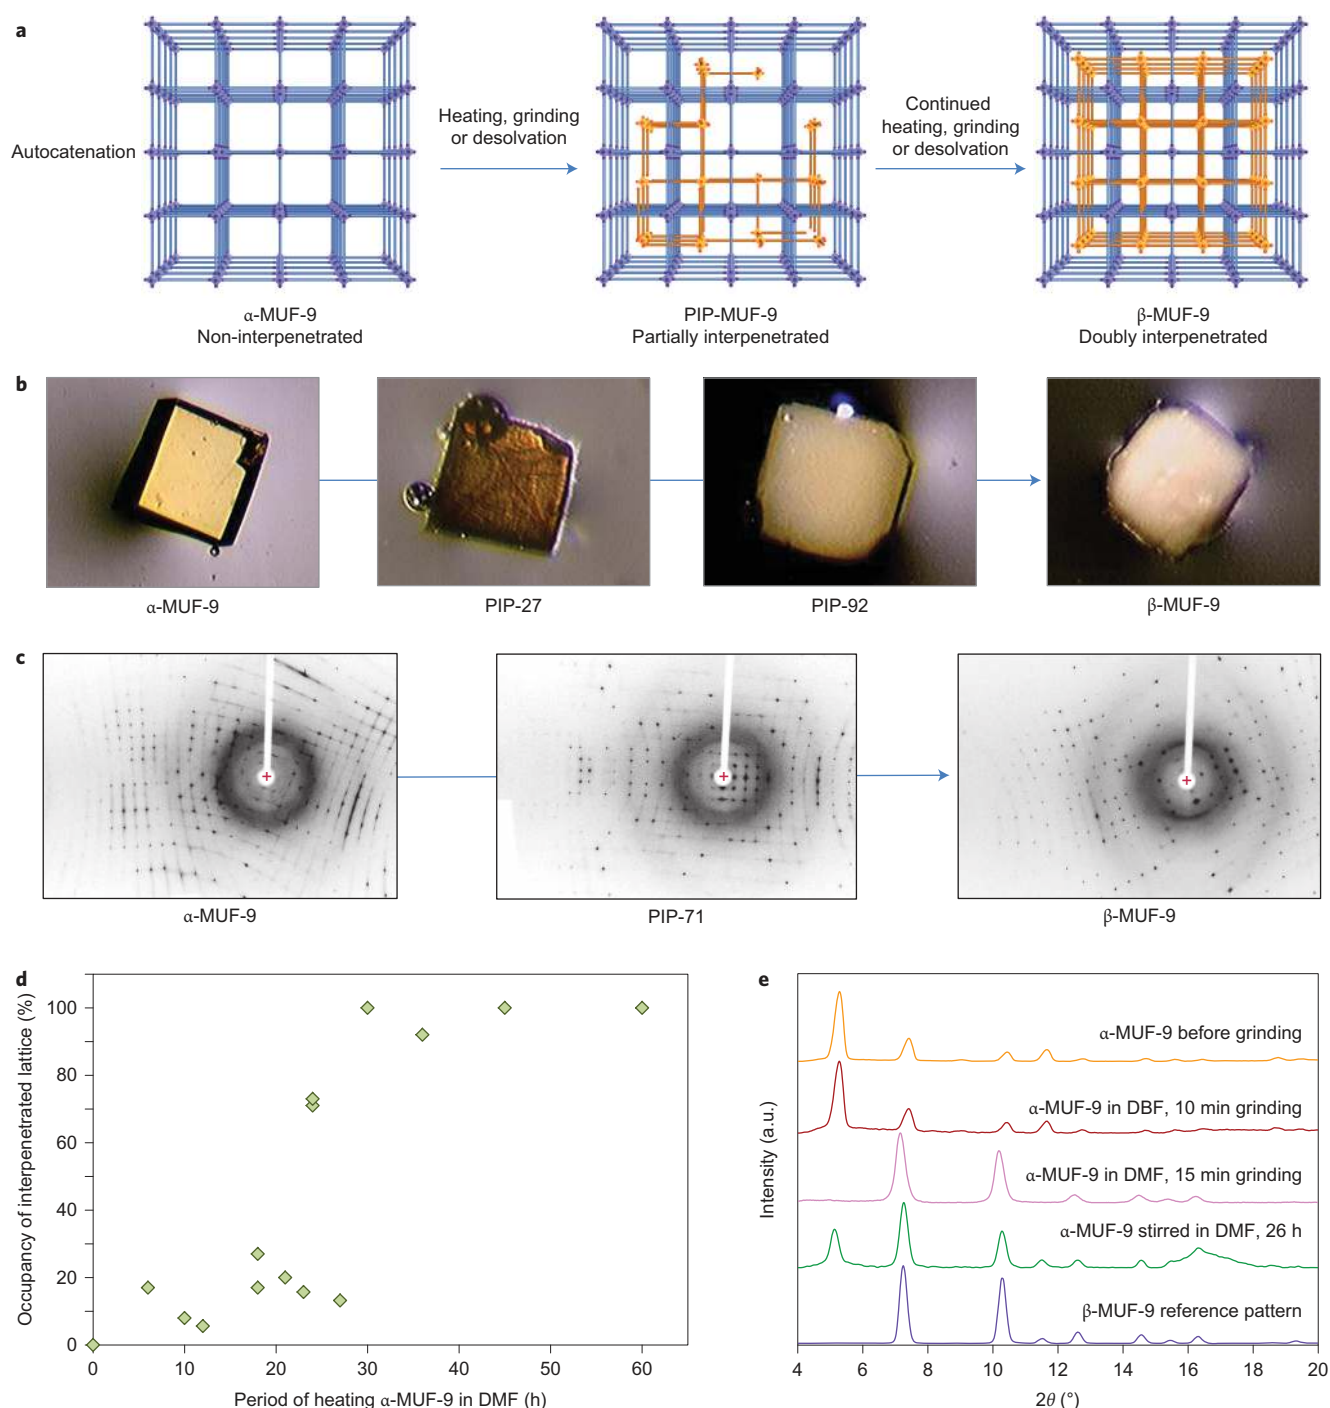 a
Autocatenation
Heating, grinding
or desolvation
Continued
heating, grinding
or desolvation
α-MUF-9
Non-interpenetrated
PIP-MUF-9
Partially interpenetrated
β-MUF-9
Doubly interpenetrated
b
α-MUF-9
PIP-27
PIP-92
β-MUF-9
c
α-MUF-9
PIP-71
β-MUF-9
d
Occupancy of interpenetrated lattice (%)
100
80
60
40
20
0
0 10 20 30 40 50 60
Period of heating α-MUF-9 in DMF (h)
e
Intensity (a.u.)
α-MUF-9 before grinding
α-MUF-9 in DBF, 10 min grinding
α-MUF-9 in DMF, 15 min grinding
α-MUF-9 stirred in DMF, 26 h
β-MUF-9 reference pattern
4 6 8 10 12 14 16 18 20
2θ (°)